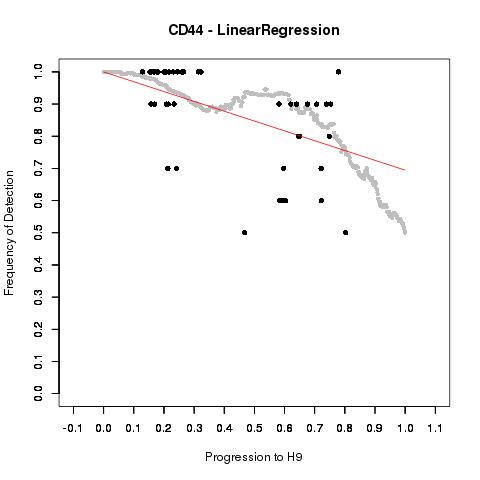 CD44 - LinearRegression
Frequency of Detection
1.0
0.9
0.8
0.7
0.6
0.5
0.4
0.3
0.2
0.1
0.0
-0.1 0.0 0.1 0.2 0.3 0.4 0.5 0.6 0.7 0.8 0.9 1.0 1.1
Progression to H9